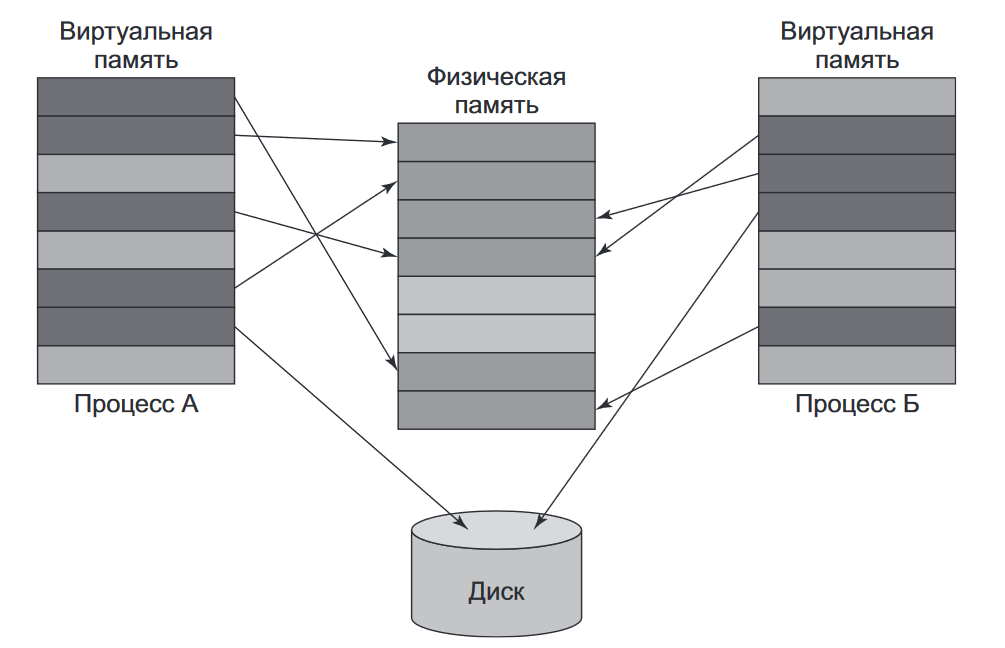 Виртуальная
память
Физическая
память
Виртуальная
память
Процесс А
Процесс Б
Диск